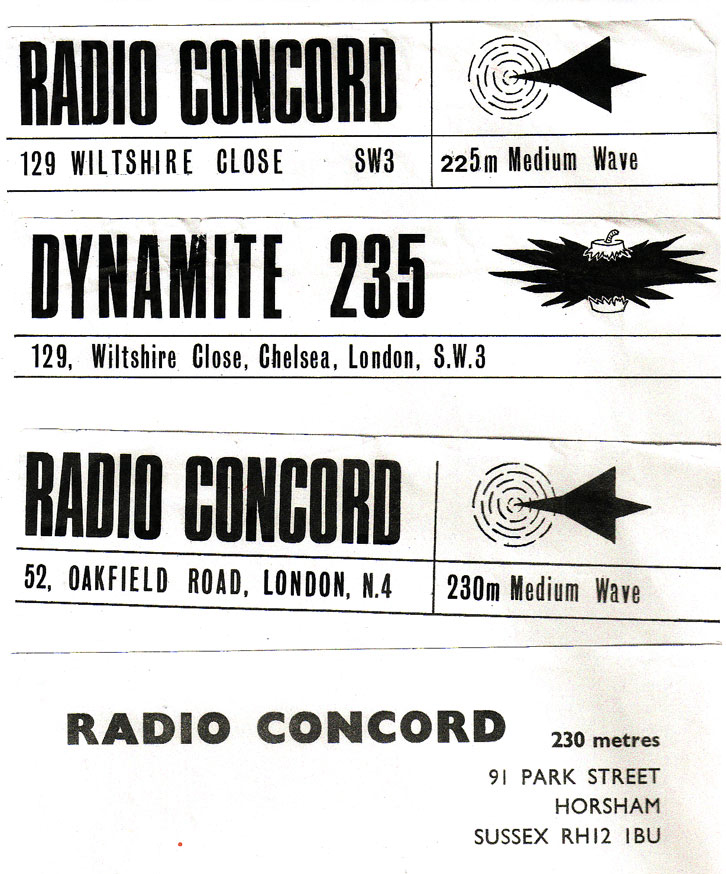 RADIO CONCORD
129 WILTSHIRE CLOSE SW3
225m Medium Wave
DYNAMITE 235
129, Wiltshire Close, Chelsea, London, S.W.3
RADIO CONCORD
52, OAKFIELD ROAD, LONDON, N.4
230m Medium Wave
RADIO CONCORD
230 metres
91 PARK STREET
HORSHAM
SUSSEX RH12 1BU